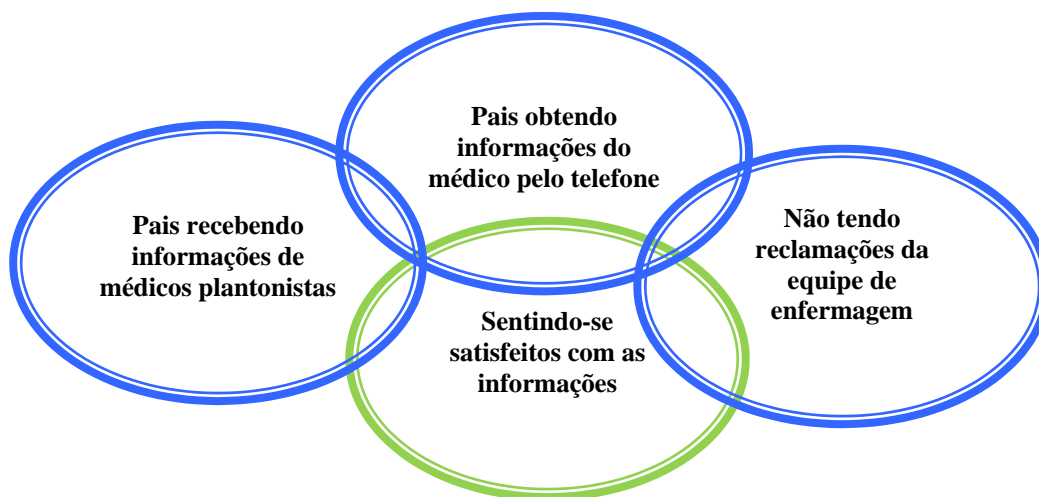 Pais obtendo
informações do
médico pelo telefone
Pais recebendo
informações de
médicos plantonistas
Não tendo
reclamações da
equipe de
enfermagem
Sentindo-se
satisfeitos com as
informações